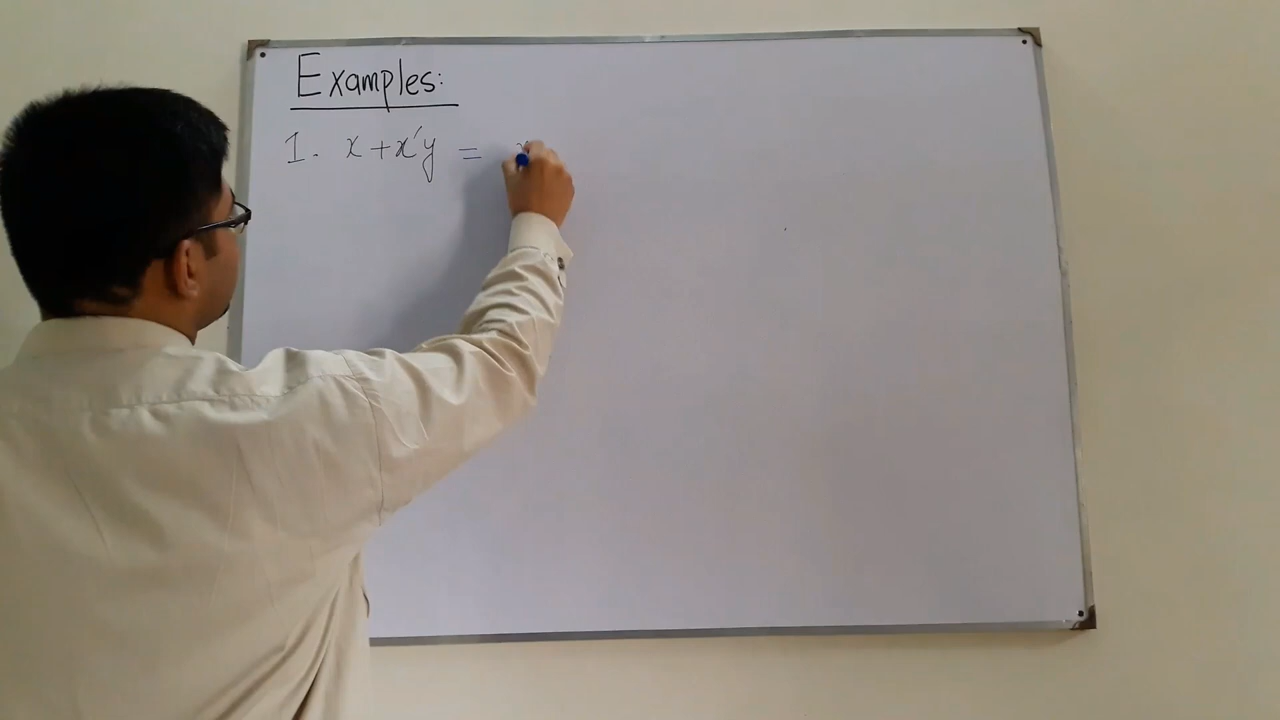 Examples:
1. x + x'y =